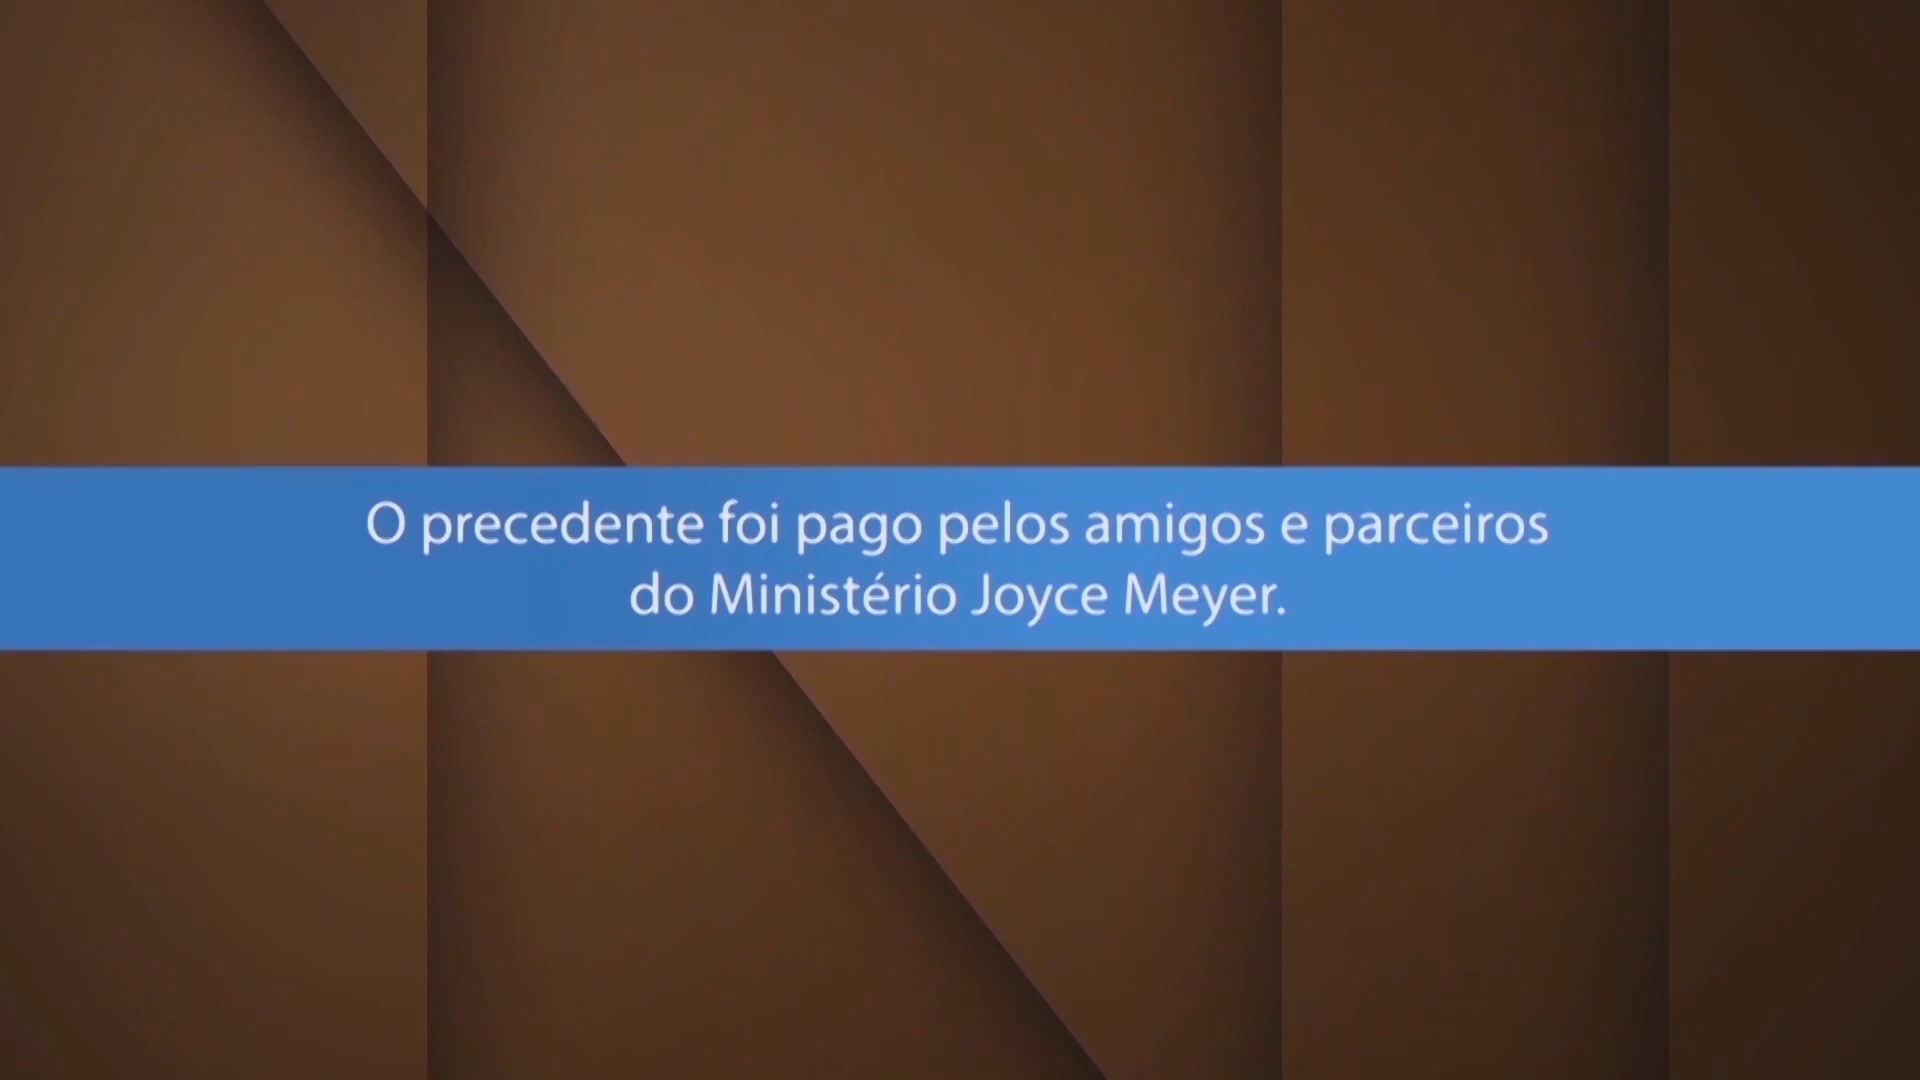 O precedente foi pago pelos amigos e parceiros
do Ministério Joyce Meyer.